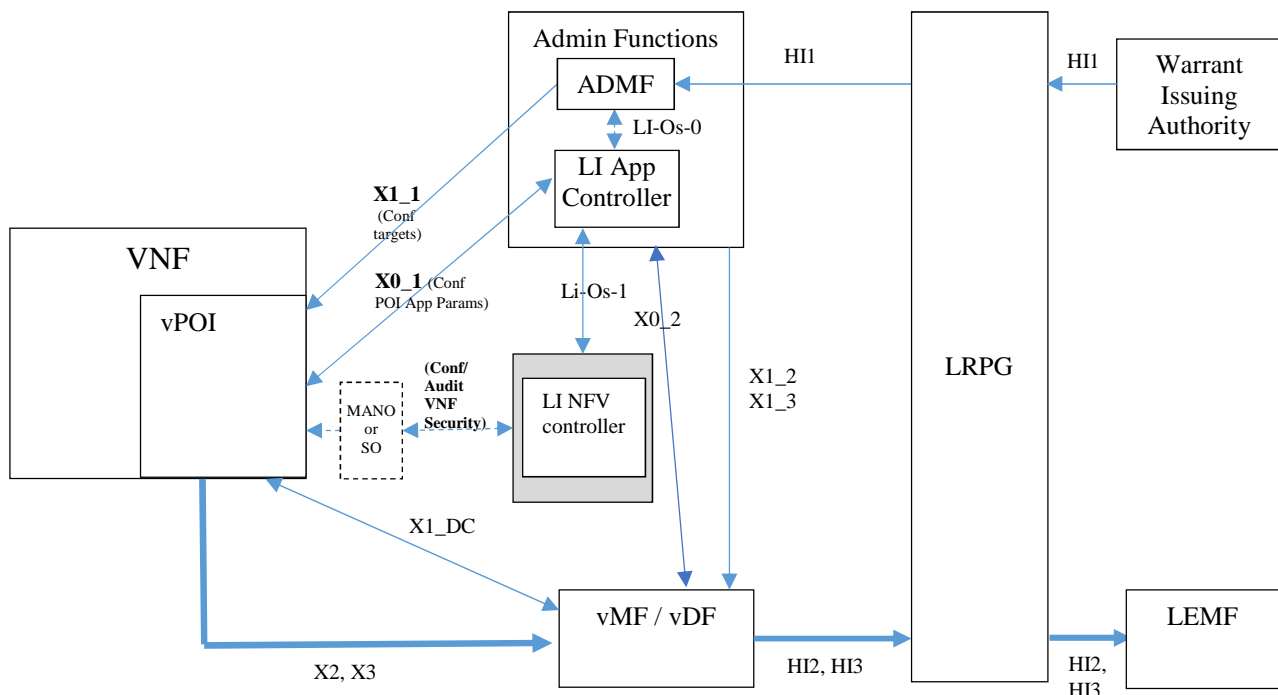 Admin Functions
ADMF
LI-Os-0
LI App
Controller
HI1
HI1
Warrant
Issuing
Authority
X1_1
(Conf
targets)
VNF
vPOI
X0_1 (Conf
POI App Params)
Li-Os-1
X0_2
X1_2
X1_3
LRPG
(Conf/
Audit
VNF
Security)
MANO
or
SO
LI NFV
controller
X1_DC
vMF / vDF
LEMF
X2, X3
HI2, HI3
HI2,
HI3